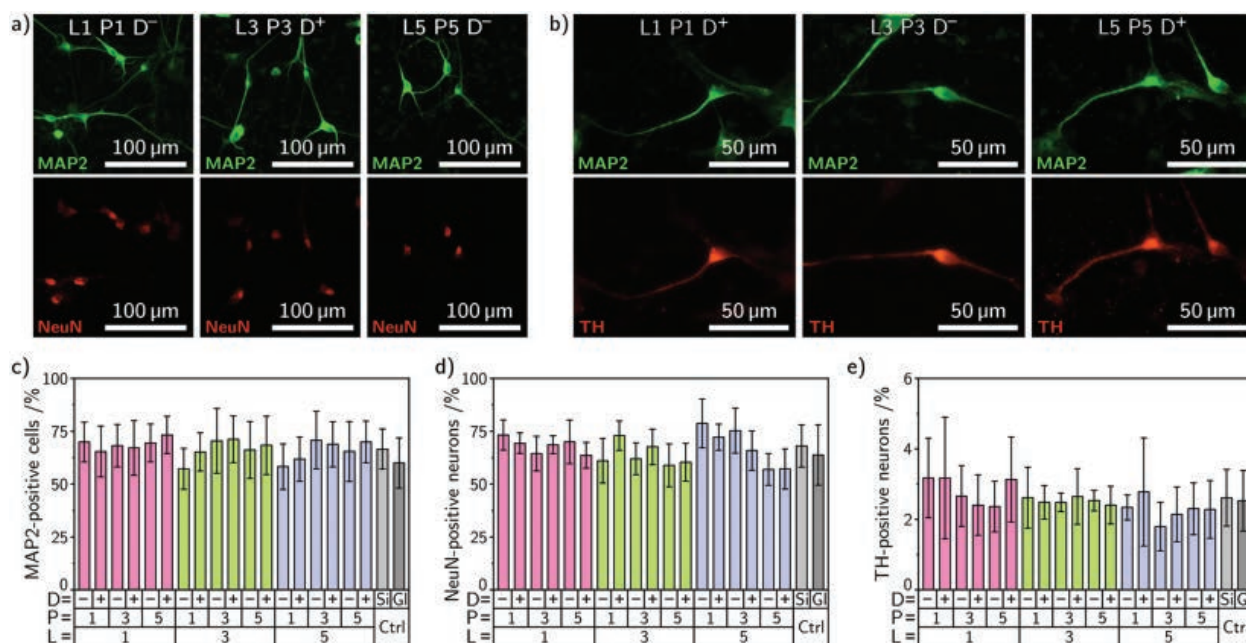 a) L1 P1 D⁻ L3 P3 D⁺ L5 P5 D⁻ b) L1 P1 D⁺ L3 P3 D⁻ L5 P5 D⁺
100 µm 100 µm 100 µm 50 µm 50 µm 50 µm
MAP2 MAP2 MAP2 MAP2 MAP2 MAP2
100 µm 100 µm 100 µm 50 µm 50 µm 50 µm
NeuN NeuN NeuN TH TH TH
c)
MAP2-positive cells /%
100
75
50
25
0
D= − + − + − + − + − + − + − + − + − + Si Gl
P= 1 3 5 1 3 5 1 3 5 Ctrl
L= 1 3 5
d)
NeuN-positive neurons /%
100
75
50
25
0
− + − + − + − + − + − + − + − + − + Si Gl
1 3 5 1 3 5 1 3 5 Ctrl
1 3 5
e)
TH-positive neurons /%
6
4
2
0
− + − + − + − + − + − + − + − + − + Si Gl
1 3 5 1 3 5 1 3 5 Ctrl
1 3 5